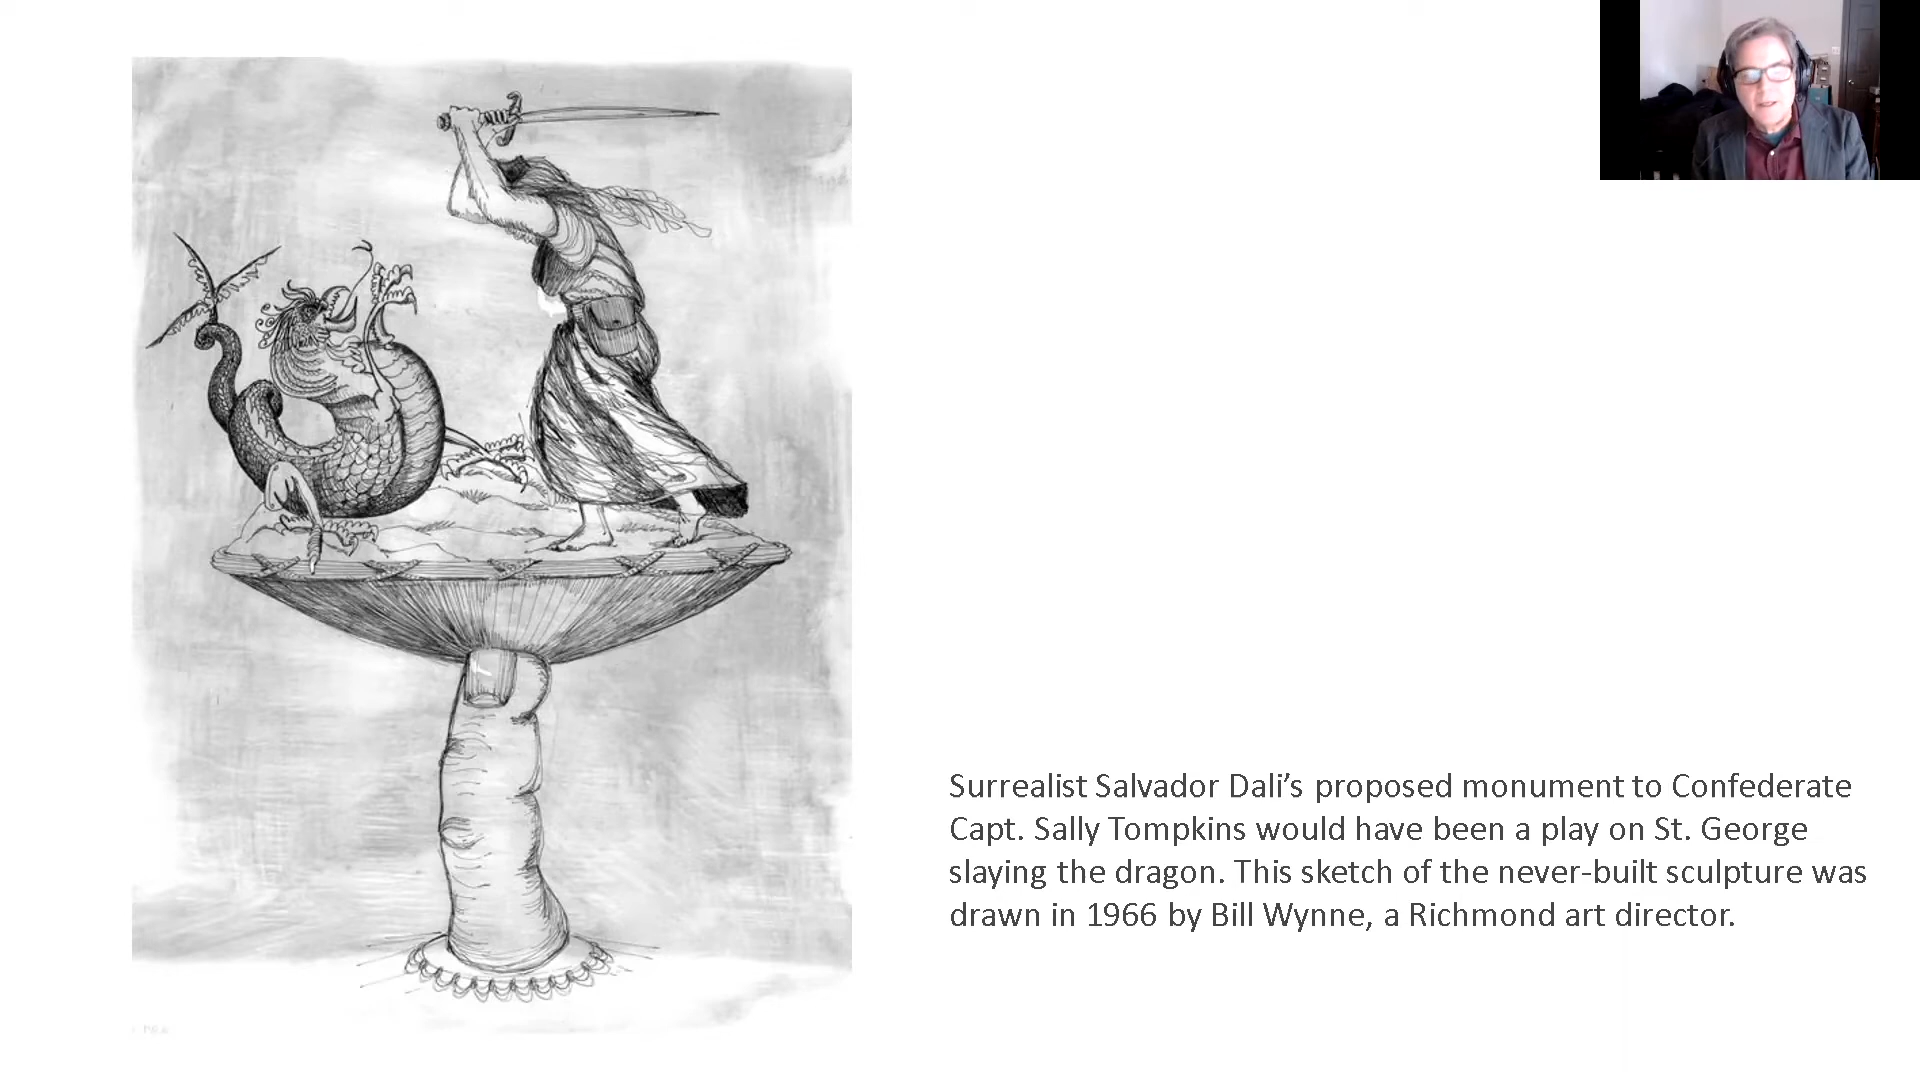 Surrealist Salvador Dali’s proposed monument to Confederate
Capt. Sally Tompkins would have been a play on St. George
slaying the dragon. This sketch of the never-built sculpture was
drawn in 1966 by Bill Wynne, a Richmond art director.